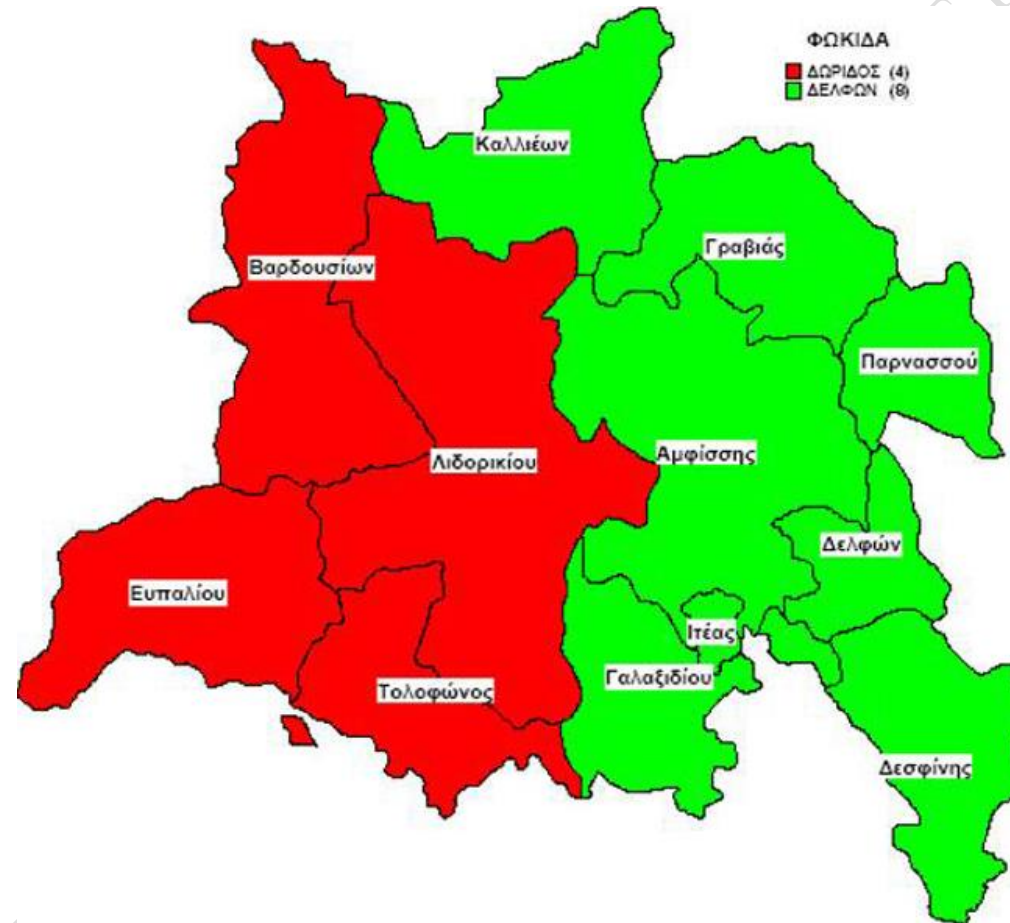 ΦΩΚΙΔΑ
ΔΩΡΙΔΟΣ (4)
ΔΕΛΦΩΝ (8)
Καλλιέων
Γραβιάς
Βαρδουσίων
Παρνασσού
Λιδορικίου
Αμφίσσης
Δελφών
Ευπαλίου
Ιτέας
Γαλαξιδίου
Τολοφώνος
Δεσφίνης